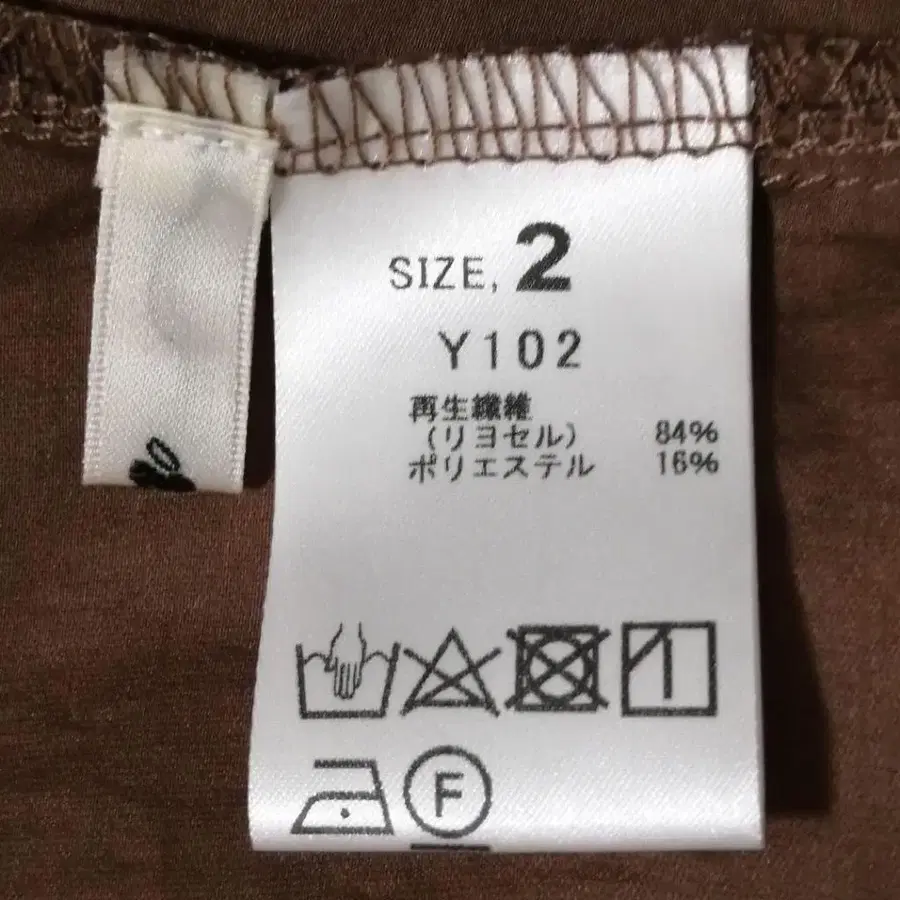 SIZE, 2
Y102
再生繊維
（リヨセル） 84%
ポリエステル 16%
F